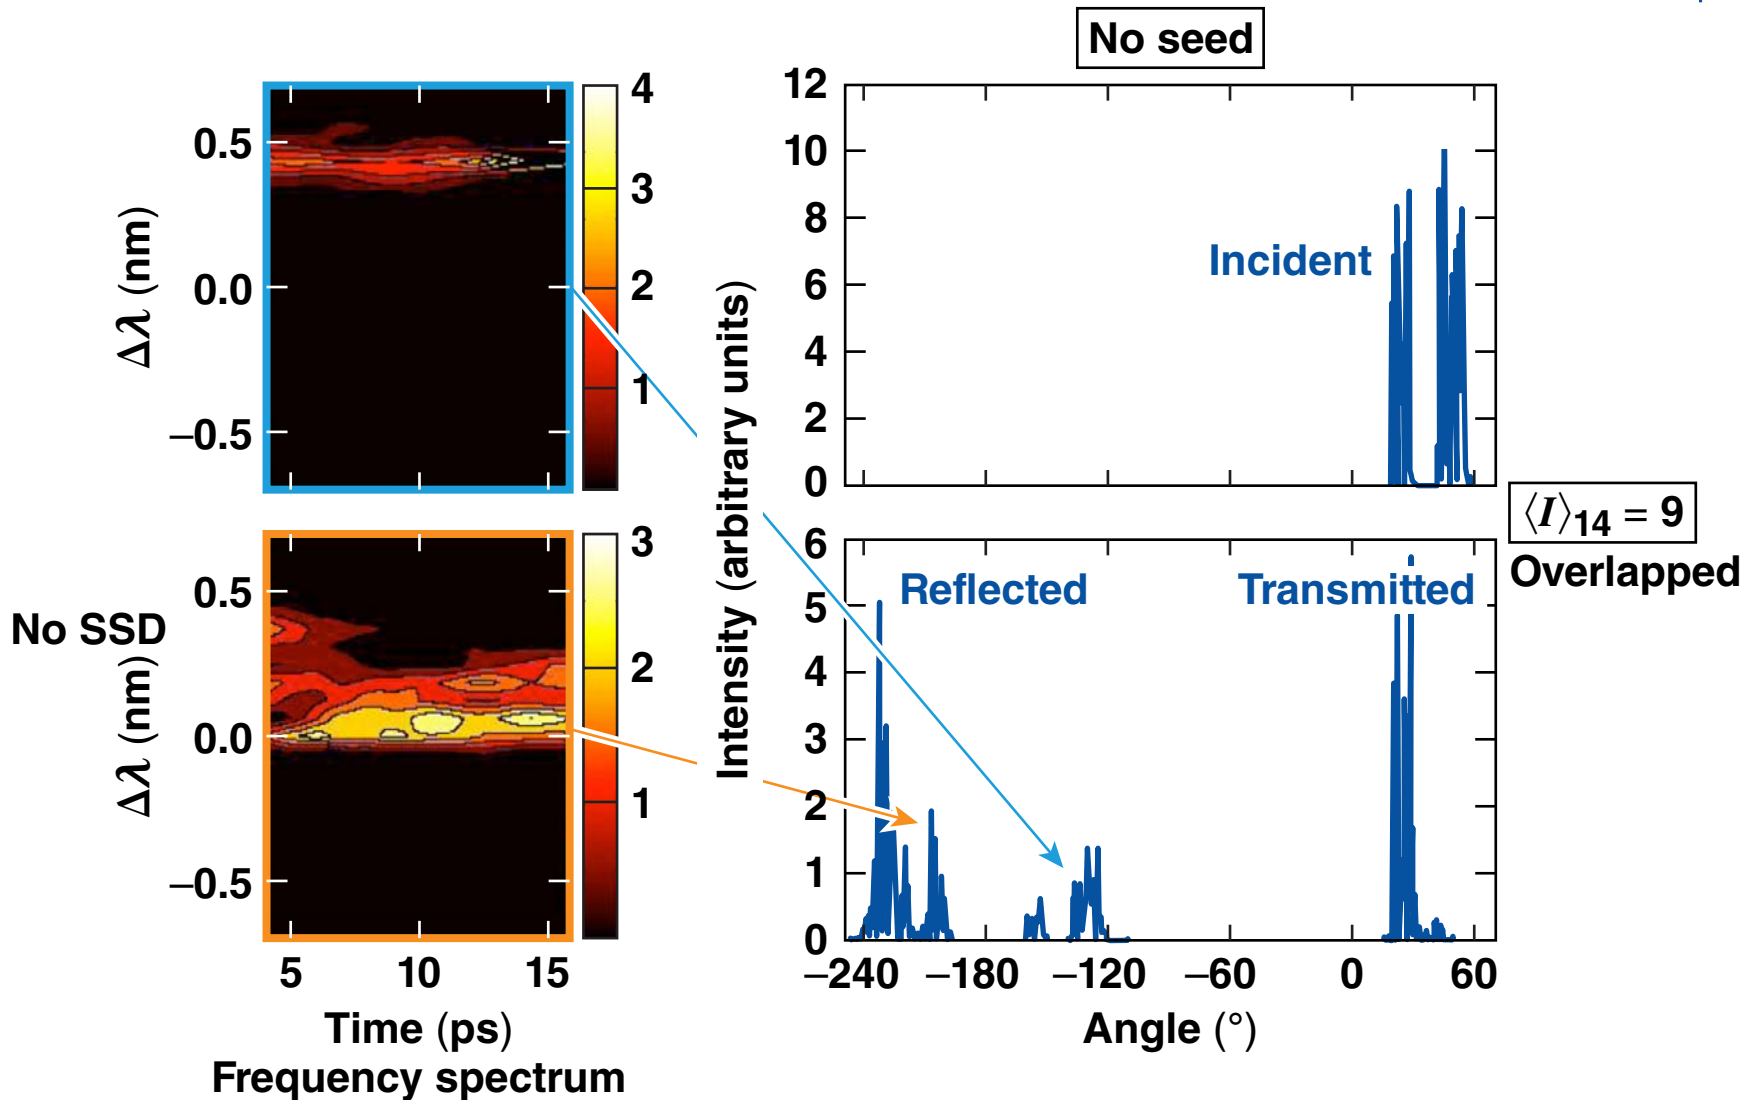 No seed
4
3
2
1
0.5
0.0
–0.5
Δλ (nm)
12
10
8
6
4
2
0
Incident
Intensity (arbitrary units)
⟨I⟩14 = 9
Overlapped
No SSD
3
2
1
0.5
0.0
–0.5
Δλ (nm)
5
10
15
Time (ps)
Frequency spectrum
6
5
4
3
2
1
0
Reflected
Transmitted
–240
–180
–120
–60
0
60
Angle (°)